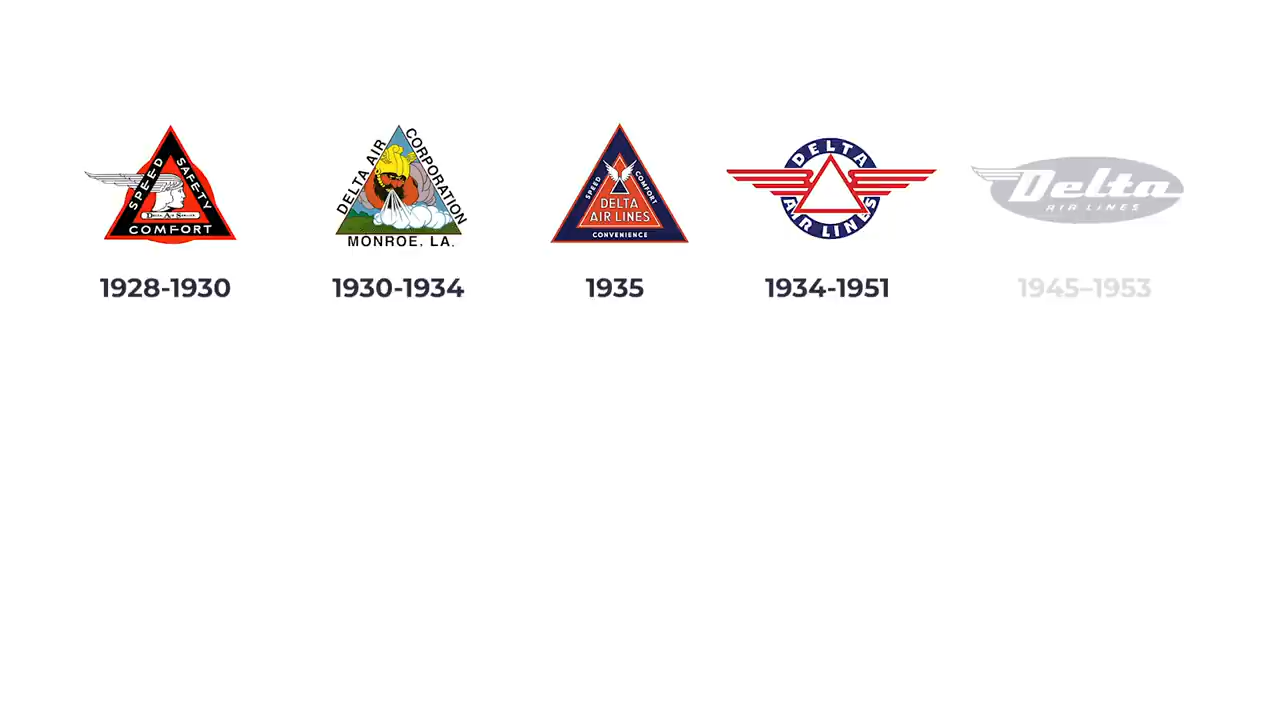 SPEED
SAFETY
DELTA AIR SERVICE
COMFORT
DELTA AIR
CORPORATION
MONROE, LA.
SPEED
COMFORT
DELTA
AIR LINES
CONVENIENCE
DELTA
AIR LINES
Delta
AIR LINES
1928-1930
1930-1934
1935
1934-1951
1945–1953